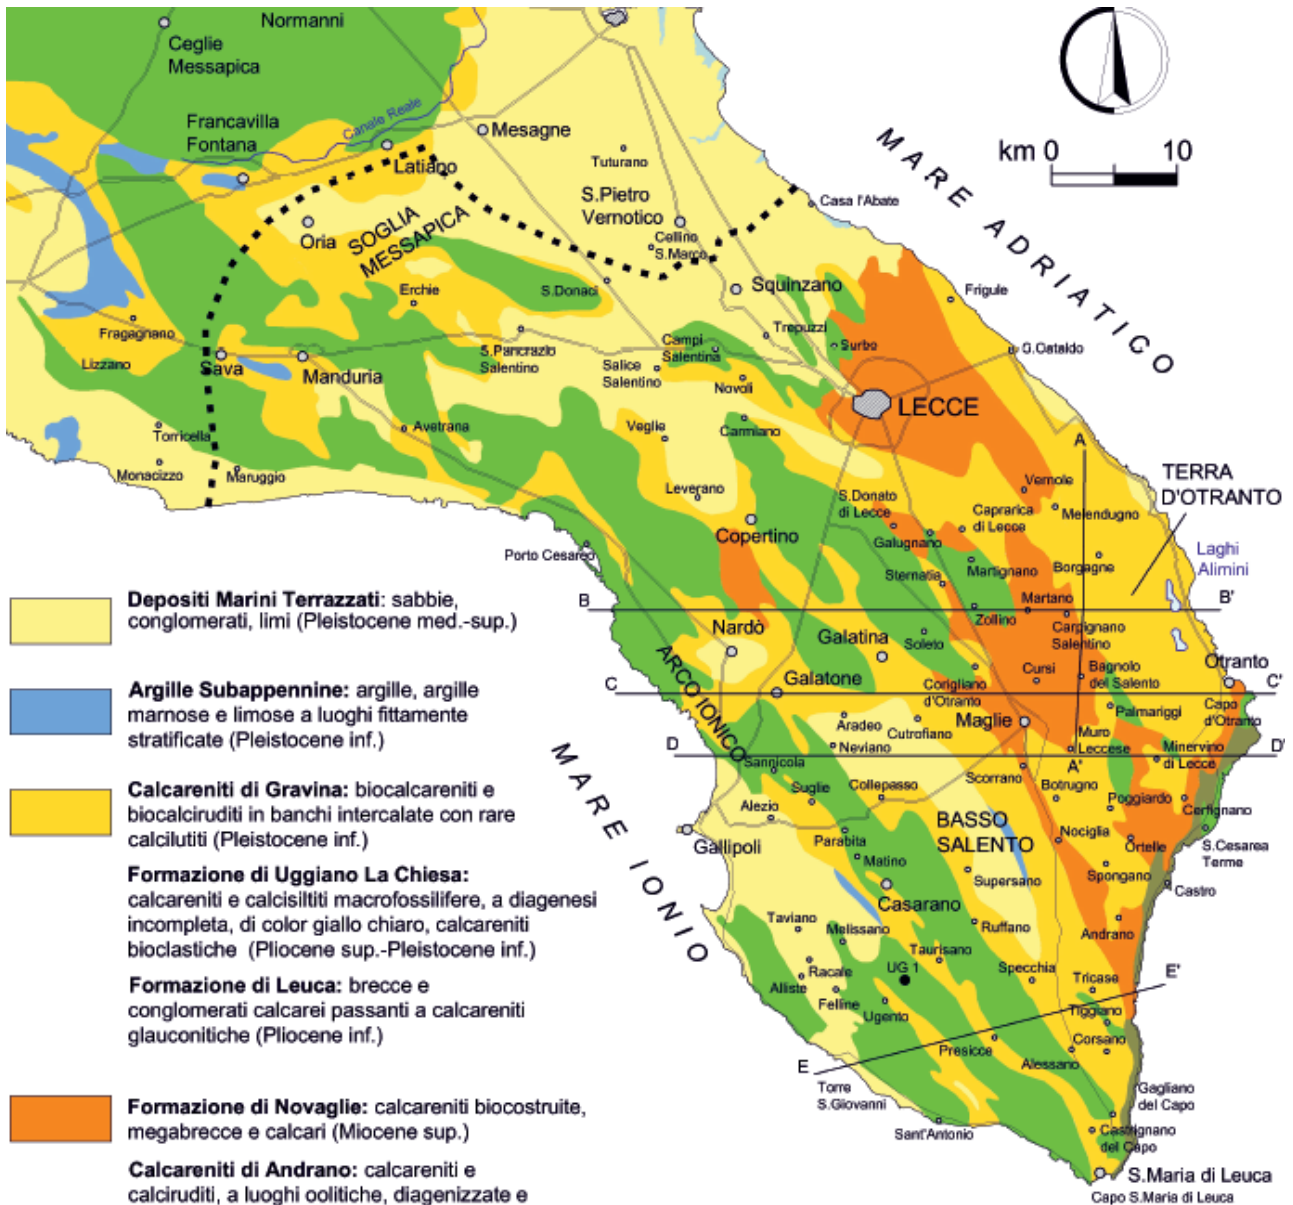 Normanni
Ceglie
Messapica
Canale Reale
Francavilla
Fontana
Mesagne
Latiano
Tuturano
S.Pietro
Vernotico
Casa l'Abate
MARE ADRIATICO
km 0 10
Oria
SOGLIA
MESSAPICA
Cellino
S.Marco
Erchie
S.Donaci
Squinzano
Frigule
Fragagnano
Lizzano
Sava
Manduria
S.Pancrazio
Salentino
Campi
Salentina
Salice
Salentino
Trepuzzi
Surbo
G.Cataldo
Novoli
LECCE
Torricella
Avetrana
Veglie
Carmiano
A
Monacizzo
Maruggio
Leverano
S.Donato
di Lecce
Vernole
TERRA
D'OTRANTO
Caprarica
di Lecce
Melendugno
Copertino
Galugnano
Porto Cesareo
Sternatia
Martignano
Borgagne
Laghi
Alimini
B
Martano
B'
Zollino
Nardò
Galatina
Soleto
Carpignano
Salentino
ARCO IONICO
Cursi
Bagnolo
del Salento
Otranto
C
Galatone
Corigliano
d'Otranto
C'
Aradeo
Cutrofiano
Maglie
Palmariggi
Capo
d'Otranto
D
Neviano
Muro
Leccese
Minervino
di Lecce
D'
MARE IONIO
Sannicola
Scorrano
A'
Suglie
Collepasso
Botrugno
Poggiardo
Alezio
BASSO
SALENTO
Cerfignano
Gallipoli
Parabita
Nociglia
Ortelle
S.Cesarea
Terme
Matino
Supersano
Spongano
Castro
Casarano
Taviano
Melissano
Ruffano
Andrano
Taurisano
Racale
UG 1
Specchia
Tricase
E'
Alliste
Felline
Ugento
Tiggiano
Presicce
Corsano
Alessano
E
Torre
S.Giovanni
Gagliano
del Capo
Sant'Antonio
Castrignano
del Capo
S.Maria di Leuca
Capo S.Maria di Leuca
Depositi Marini Terrazzati: sabbie,
conglomerati, limi (Pleistocene med.-sup.)
Argille Subappennine: argille, argille
marnose e limose a luoghi fittamente
stratificate (Pleistocene inf.)
Calcareniti di Gravina: biocalcareniti e
biocalciruditi in banchi intercalate con rare
calcilutiti (Pleistocene inf.)
Formazione di Uggiano La Chiesa:
calcareniti e calcisiltiti macrofossilifere, a diagenesi
incompleta, di color giallo chiaro, calcareniti
bioclastiche (Pliocene sup.-Pleistocene inf.)
Formazione di Leuca: brecce e
conglomerati calcarei passanti a calcareniti
glauconitiche (Pliocene inf.)
Formazione di Novaglie: calcareniti biocostruite,
megabrecce e calcari (Miocene sup.)
Calcareniti di Andrano: calcareniti e
calciruditi, a luoghi oolitiche, diagenizzate e